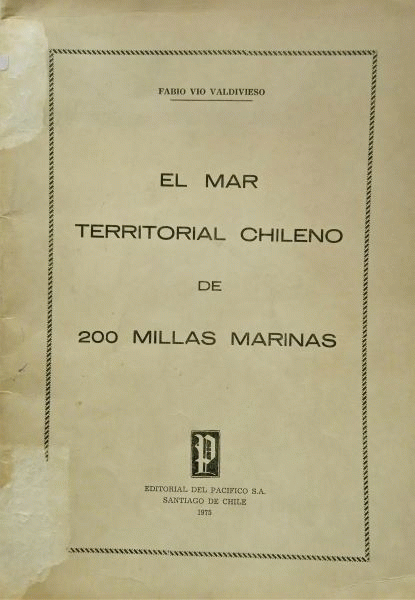 FABIO VIO VALDIVIESO
EL MAR
TERRITORIAL CHILENO
DE
200 MILLAS MARINAS
P
EDITORIAL DEL PACIFICO S.A.
SANTIAGO DE CHILE
1975